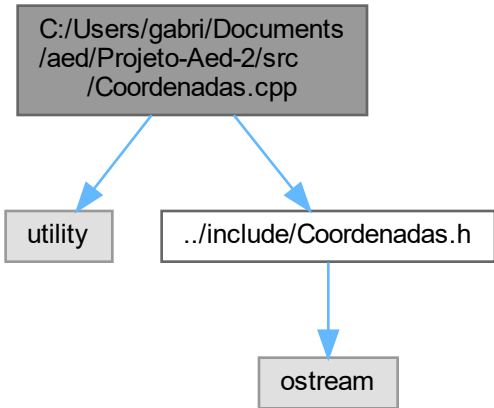 C:/Users/gabri/Documents
/aed/Projeto-Aed-2/src
/Coordenadas.cpp
utility
../include/Coordenadas.h
ostream